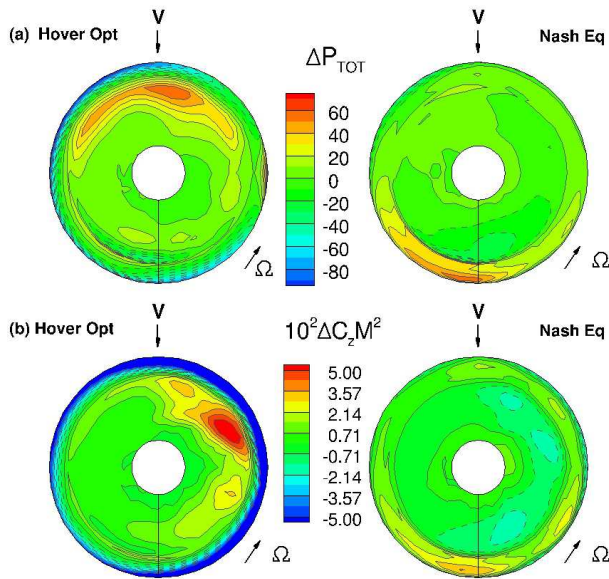 V V
(a) Hover Opt Nash Eq
ΔP_TOT
60
40
20
0
-20
-40
-60
-80
Ω Ω
V V
(b) Hover Opt 10²ΔC_zM² Nash Eq
5.00
3.57
2.14
0.71
-0.71
-2.14
-3.57
-5.00
Ω Ω